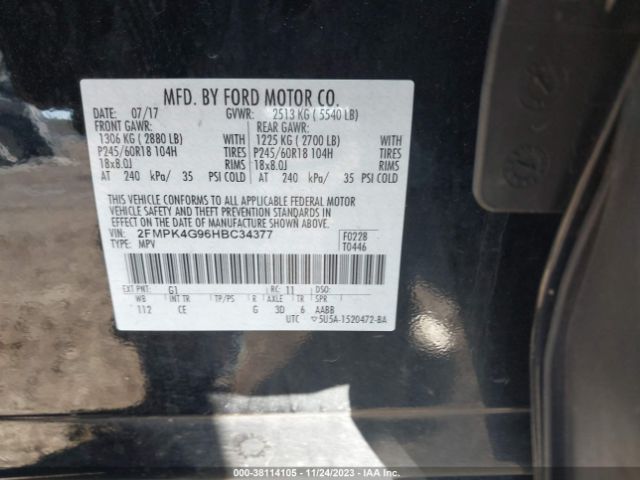 MFD. BY FORD MOTOR CO.
DATE: 07/17 GVWR: 2513 KG ( 5540 LB)
FRONT GAWR: REAR GAWR:
1306 KG ( 2880 LB) WITH 1225 KG ( 2700 LB) WITH
P245/60R18 104H TIRES P245/60R18 104H TIRES
18x8.0J RIMS 18x8.0J RIMS
AT 240 kPa/ 35 PSI COLD AT 240 kPa/ 35 PSI COLD
THIS VEHICLE CONFORMS TO ALL APPLICABLE FEDERAL MOTOR
VEHICLE SAFETY AND THEFT PREVENTION STANDARDS IN
EFFECT ON THE DATE OF MANUFACTURE SHOWN ABOVE.
VIN: 2FMPK4G96HBC34377 F0228
TYPE: MPV T0446
EXT PNT: G1 RC: 11 DSO:
WB INT TR TP/PS R AXLE TR SPR
112 CE G 3D 6 AABB
UTC ▽5U5A-1520472-BA
000-38114105 - 11/24/2023 - IAA Inc.